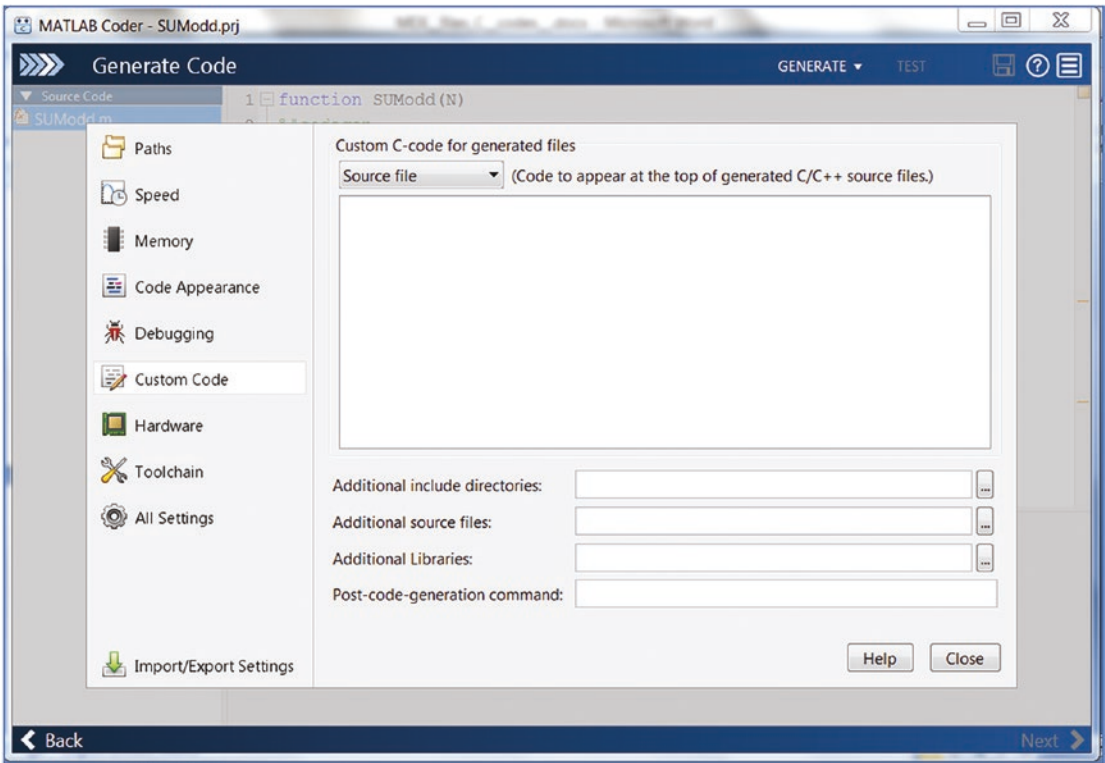 MATLAB Coder - SUModd.prj
Generate Code
GENERATE
TEST
Source Code
1 function SUModd(N)
SUModd.m
Paths
Speed
Memory
Code Appearance
Debugging
Custom Code
Hardware
Toolchain
All Settings
Import/Export Settings
Custom C-code for generated files
Source file (Code to appear at the top of generated C/C++ source files.)
Additional include directories:
...
Additional source files:
...
Additional Libraries:
...
Post-code-generation command:
Help
Close
Back
Next